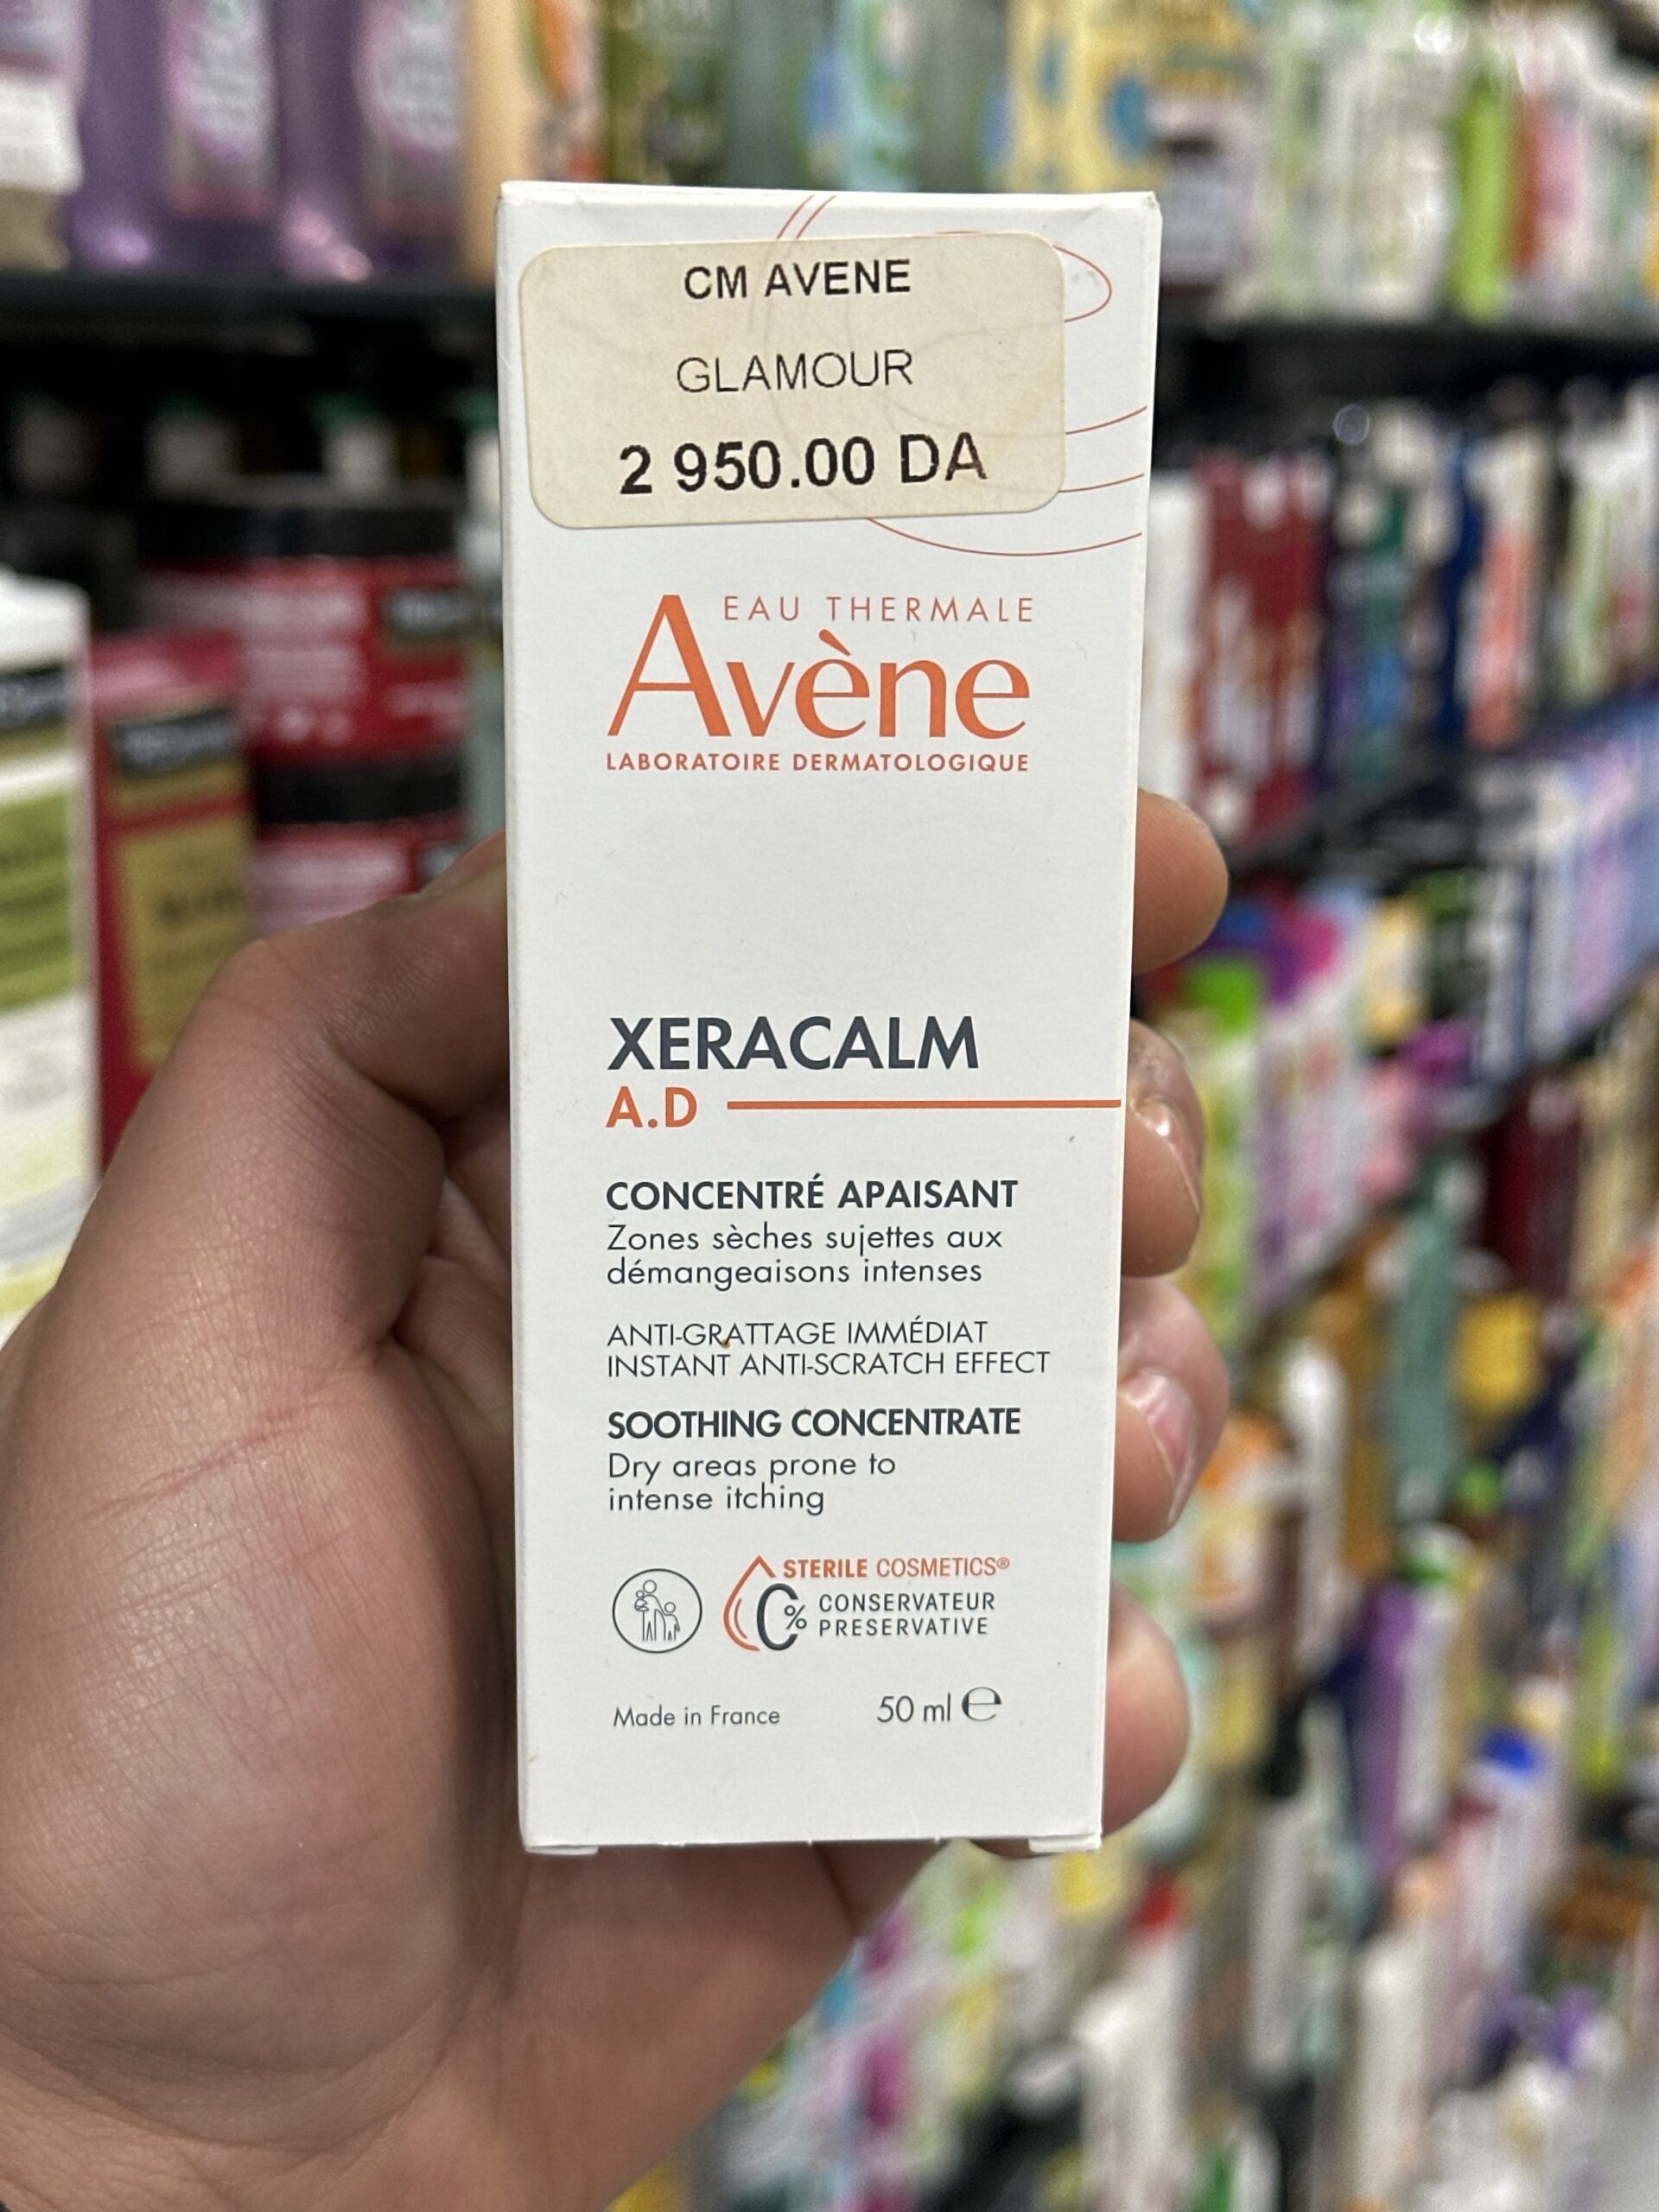 CM AVENE
GLAMOUR
2 950.00 DA
EAU THERMALE
Avène
LABORATOIRE DERMATOLOGIQUE
XERACALM
A.D
CONCENTRÉ APAISANT
Zones sèches sujettes aux
démangeaisons intenses
ANTI-GRATTAGE IMMÉDIAT
INSTANT ANTI-SCRATCH EFFECT
SOOTHING CONCENTRATE
Dry areas prone to
intense itching
STERILE COSMETICS®
0% CONSERVATEUR
PRESERVATIVE
Made in France 50 ml ℮